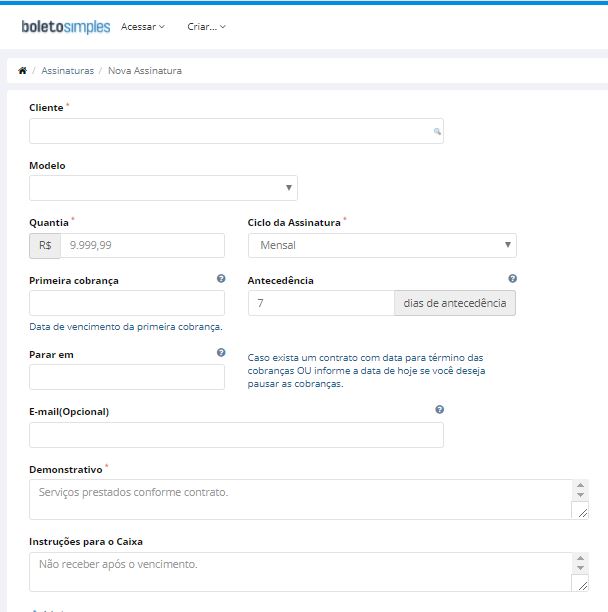 boletosimples Acessar Criar...
/ Assinaturas / Nova Assinatura
Cliente *
Modelo
Quantia * Ciclo da Assinatura *
R$ 9.999,99 Mensal
Primeira cobrança ? Antecedência ?
7 dias de antecedência
Data de vencimento da primeira cobrança.
Parar em ? Caso exista um contrato com data para término das
cobranças OU informe a data de hoje se você deseja
pausar as cobranças.
E-mail(Opcional) ?
Demonstrativo *
Serviços prestados conforme contrato.
Instruções para o Caixa
Não receber após o vencimento.